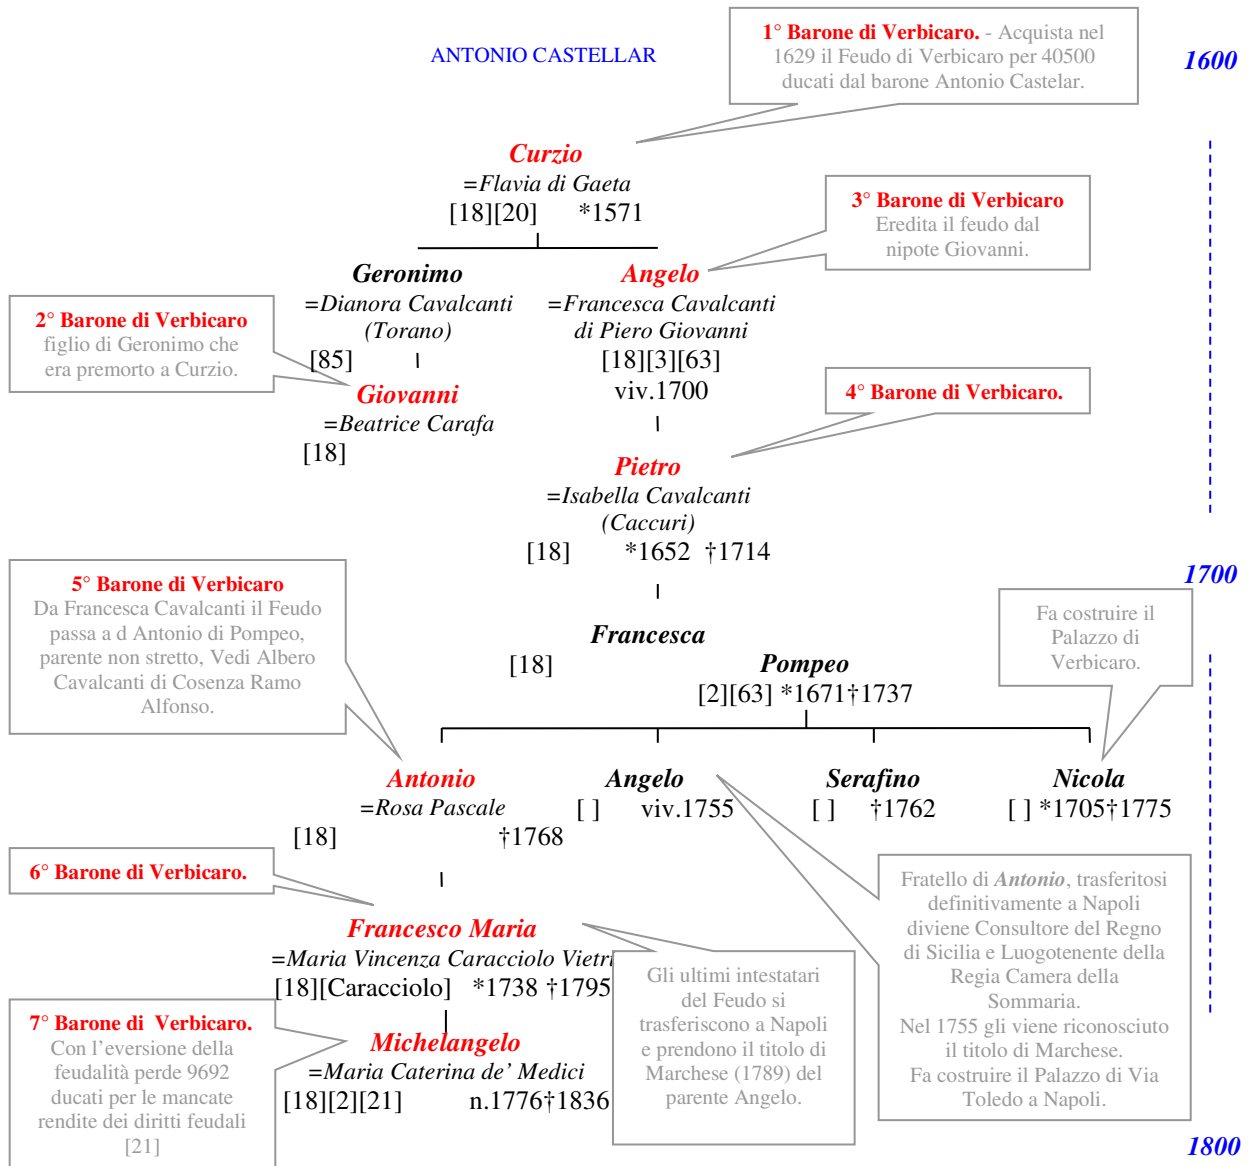 1° Barone di Verbicaro. - Acquista nel
1629 il Feudo di Verbicaro per 40500
ducati dal barone Antonio Castelar.
ANTONIO CASTELLAR
1600
Curzio
=Flavia di Gaeta
[18][20] *1571
3° Barone di Verbicaro
Eredita il feudo dal
nipote Giovanni.
Geronimo
=Dianora Cavalcanti
(Torano)
[85]
Angelo
=Francesca Cavalcanti
di Piero Giovanni
[18][3][63]
viv.1700
2° Barone di Verbicaro
figlio di Geronimo che
era premorto a Curzio.
Giovanni
=Beatrice Carafa
[18]
4° Barone di Verbicaro.
Pietro
=Isabella Cavalcanti
(Caccuri)
[18] *1652 †1714
1700
5° Barone di Verbicaro
Da Francesca Cavalcanti il Feudo
passa a d Antonio di Pompeo,
parente non stretto, Vedi Albero
Cavalcanti di Cosenza Ramo
Alfonso.
Francesca
[18]
Pompeo
[2][63] *1671†1737
Fa costruire il
Palazzo di
Verbicaro.
Antonio
=Rosa Pascale
[18] †1768
Angelo
[ ] viv.1755
Serafino
[ ] †1762
Nicola
[ ] *1705†1775
6° Barone di Verbicaro.
Fratello di Antonio, trasferitosi
definitivamente a Napoli
diviene Consultore del Regno
di Sicilia e Luogotenente della
Regia Camera della
Sommaria.
Nel 1755 gli viene riconosciuto
il titolo di Marchese.
Fa costruire il Palazzo di Via
Toledo a Napoli.
Francesco Maria
=Maria Vincenza Caracciolo Vietri
[18][Caracciolo] *1738 †1795
Gli ultimi intestatari
del Feudo si
trasferiscono a Napoli
e prendono il titolo di
Marchese (1789) del
parente Angelo.
7° Barone di Verbicaro.
Con l’eversione della
feudalità perde 9692
ducati per le mancate
rendite dei diritti feudali
[21]
Michelangelo
=Maria Caterina de’ Medici
[18][2][21] n.1776†1836
1800